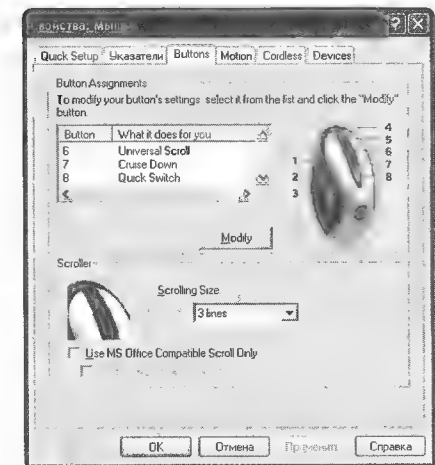 войства: Мыш
Quick Setup Указатели Buttons Motion Cordless Devices
Button Assignments
To modify your button's settings select it from the list and click the "Modify"
button.
Button What it does for you
6 Universal Scroll
7 Cruise Down
8 Quick Switch
4
5
6
1 7
2 8
3
Modify
Scroller
Scrolling Size
3 lines
Use MS Office Compatible Scroll Only
OK Отмена Применить Справка